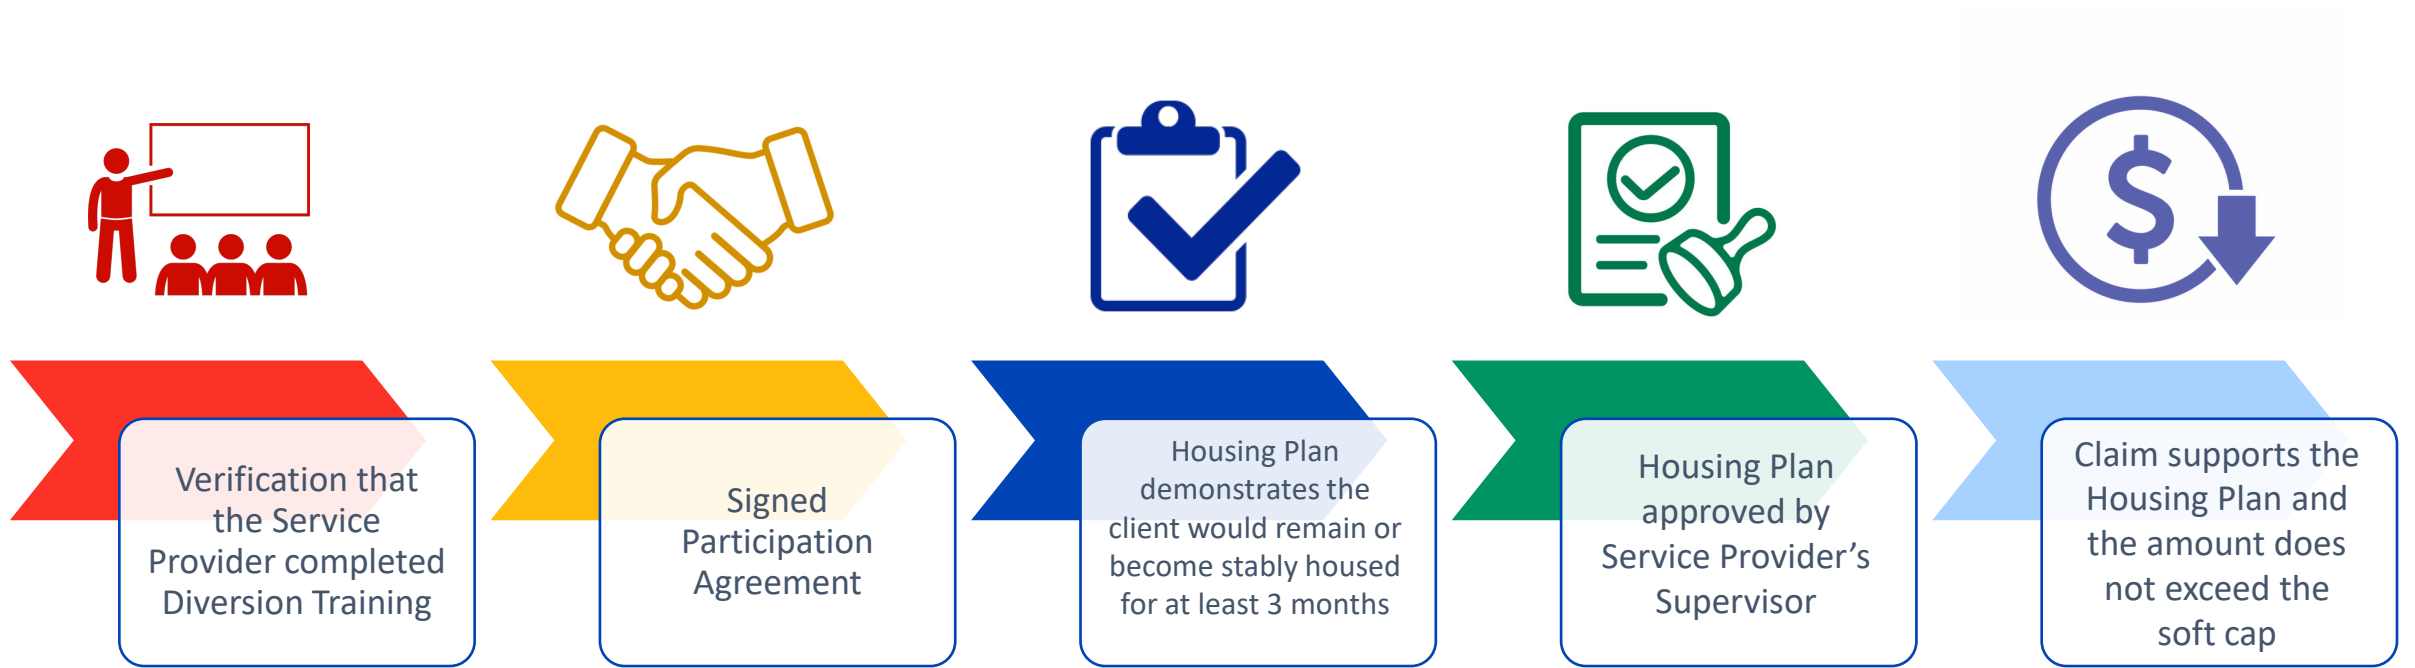 Verification that
the Service
Provider completed
Diversion Training
Signed
Participation
Agreement
Housing Plan
demonstrates the
client would remain or
become stably housed
for at least 3 months
Housing Plan
approved by
Service Provider’s
Supervisor
Claim supports the
Housing Plan and
the amount does
not exceed the
soft cap